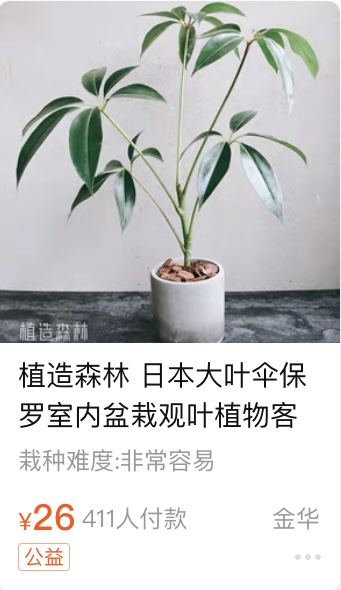 植造森林
植造森林 日本大叶伞保
罗室内盆栽观叶植物客
栽种难度:非常容易
¥26 411人付款 金华
公益